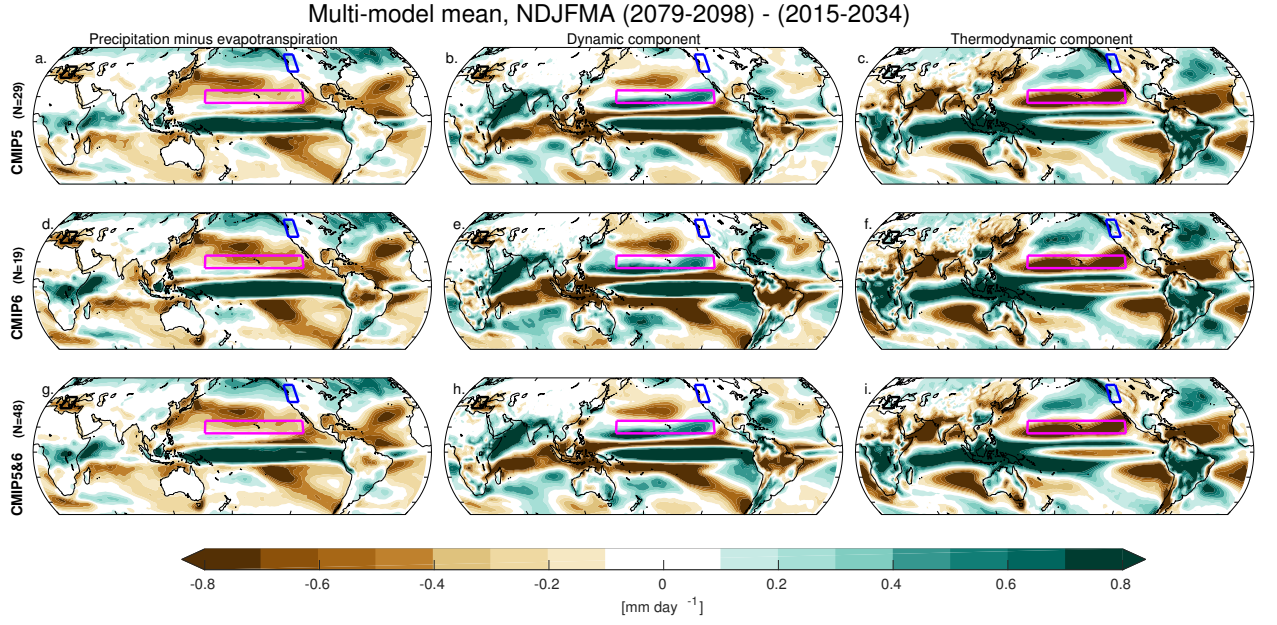 Multi-model mean, NDJFMA (2079-2098) - (2015-2034)
Precipitation minus evapotranspiration
Dynamic component
Thermodynamic component
a.
b.
c.
CMIP5
(N=29)
d.
e.
f.
CMIP6
(N=19)
g.
h.
i.
CMIP5&6
(N=48)
-0.8 -0.6 -0.4 -0.2 0 0.2 0.4 0.6 0.8
[mm day -1]